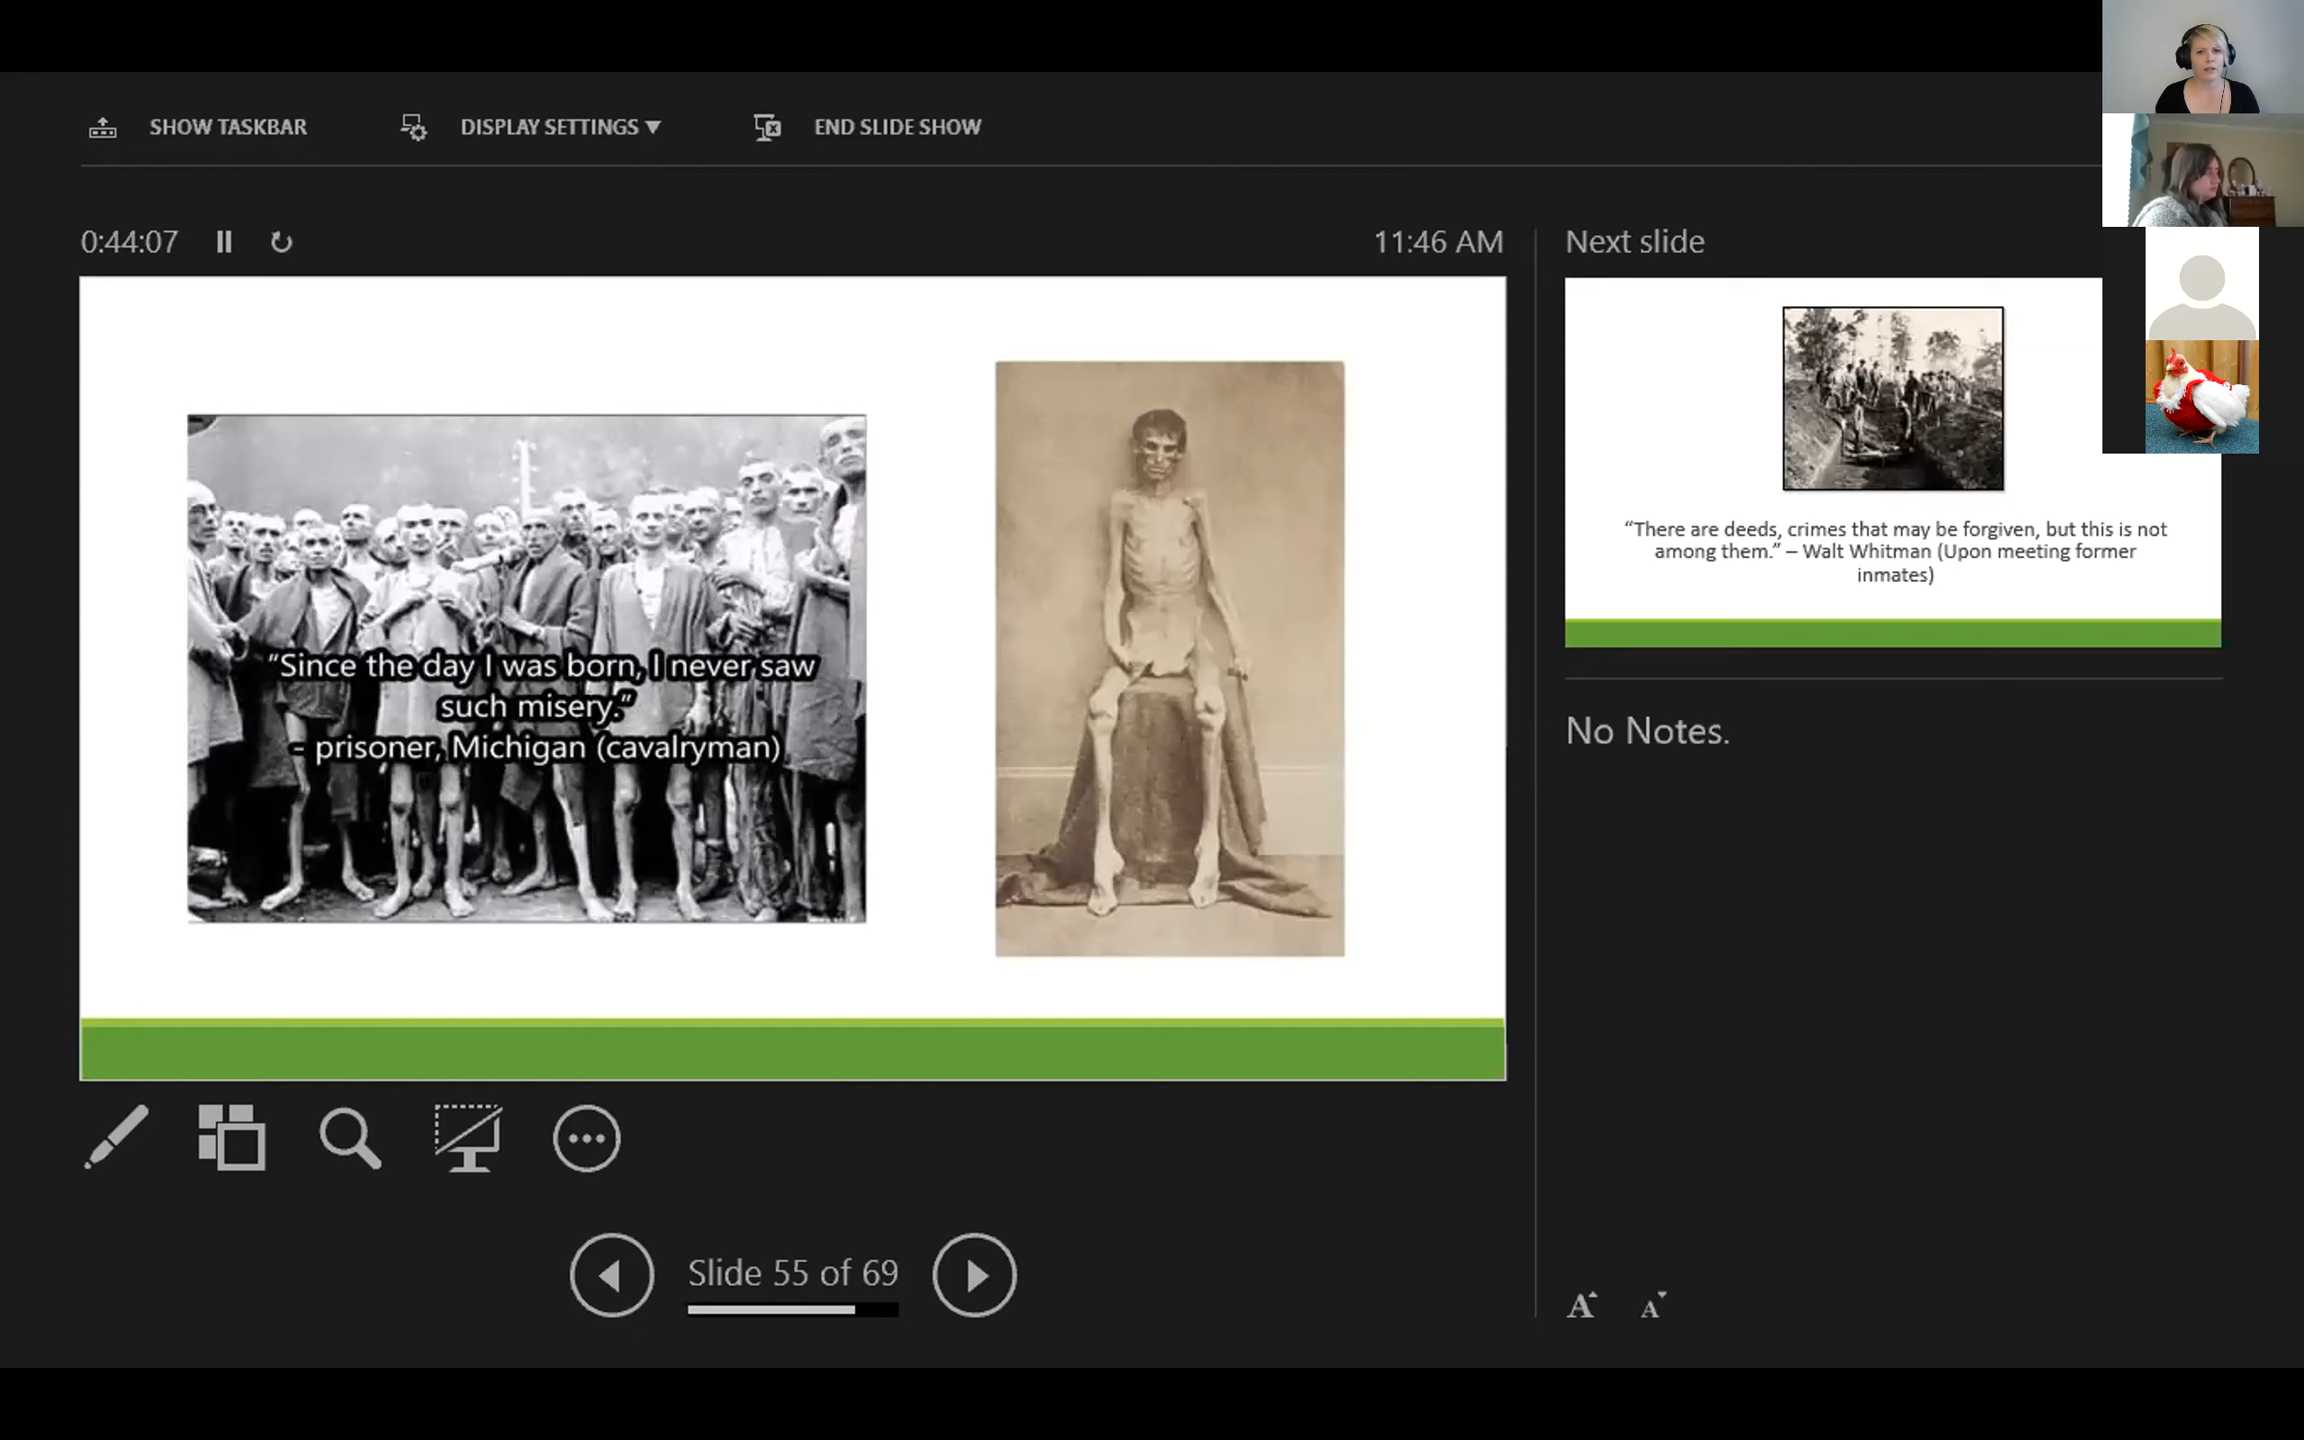 SHOW TASKBAR
DISPLAY SETTINGS ▼
END SLIDE SHOW
0:44:07
11:46 AM
“Since the day I was born, I never saw
such misery.”
- prisoner, Michigan (cavalryman)
Next slide
“There are deeds, crimes that may be forgiven, but this is not
among them.” – Walt Whitman (Upon meeting former
inmates)
No Notes.
Slide 55 of 69
A A